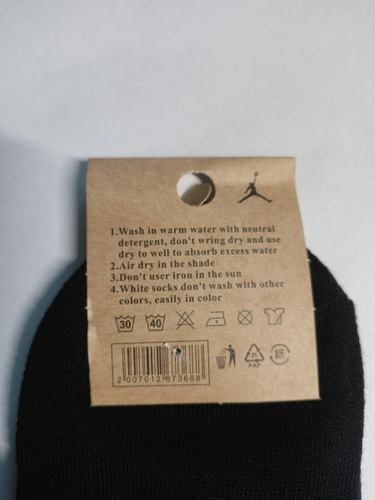 1.Wash in warm water with neutral
detergent, don't wring dry and use
dry to well to absorb excess water
2.Air dry in the shade
3.Don't user iron in the sun
4.White socks don't wash with other
colors, easily in color
30 40
2 007012 673688
PAP